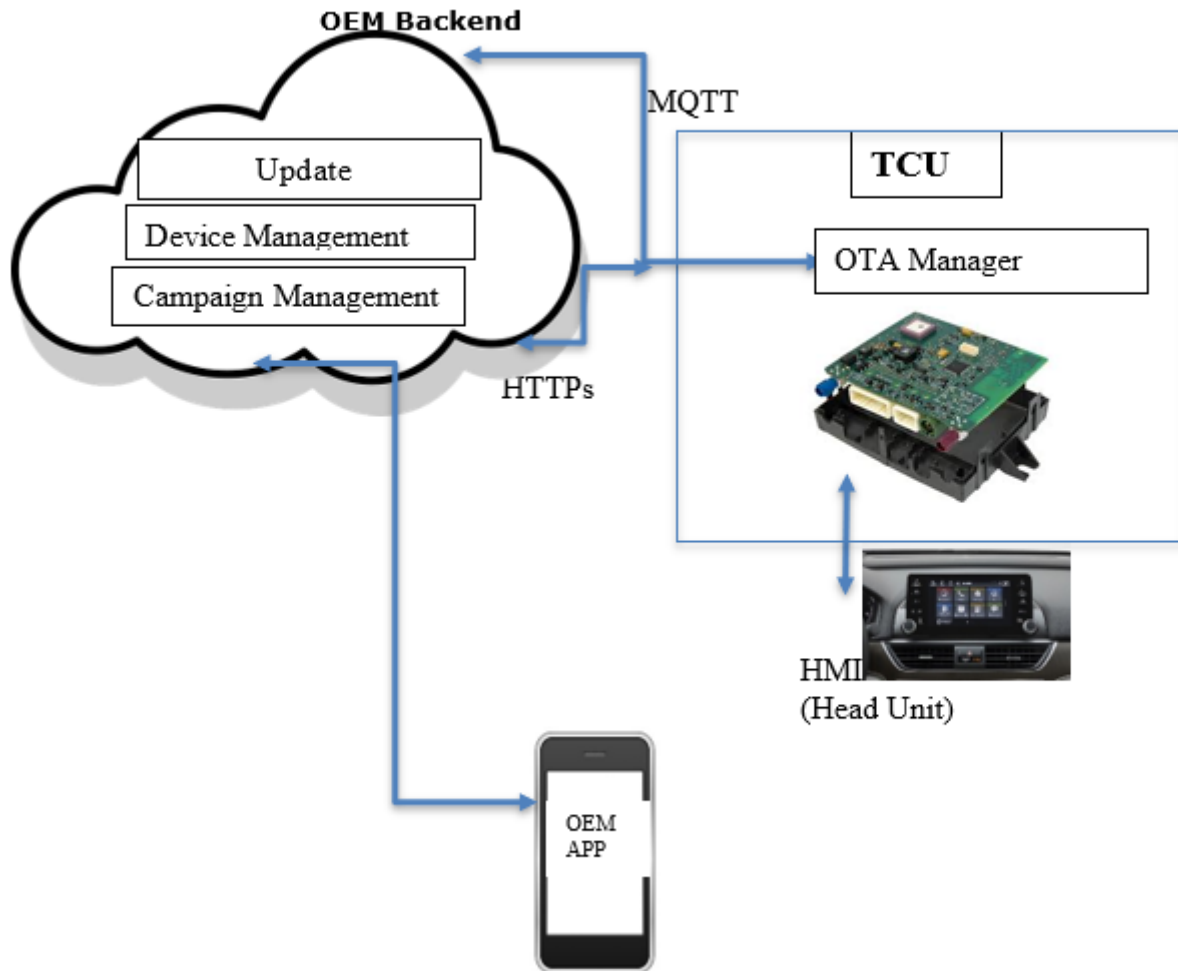 OEM Backend
MQTT
Update
TCU
Device Management
OTA Manager
Campaign Management
HTTPs
HMI
(Head Unit)
OEM
APP